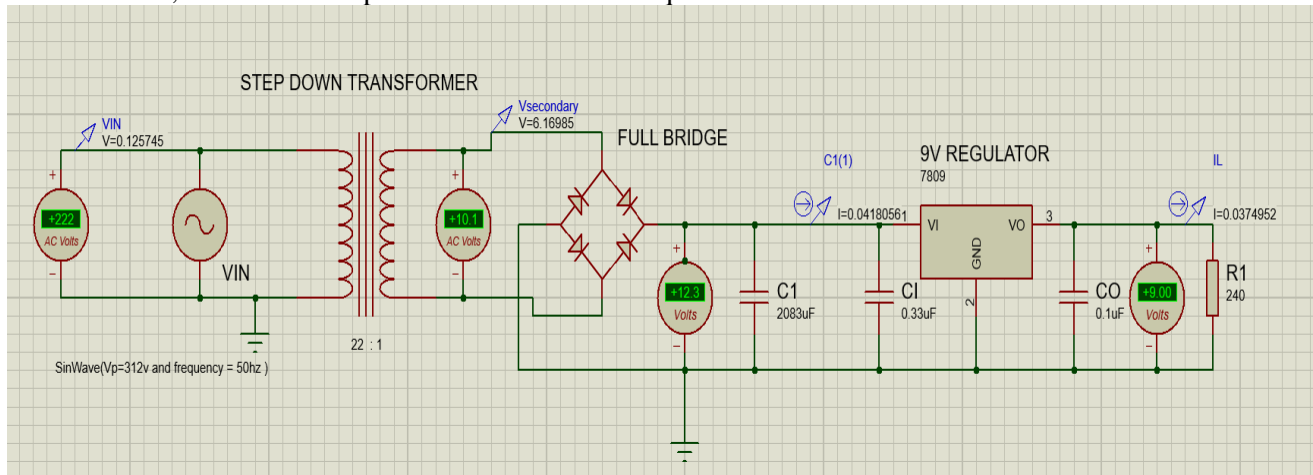 STEP DOWN TRANSFORMER
VIN
V=0.125745
Vsecondary
V=6.16985
FULL BRIDGE
C1(1)
I=0.0418056
9V REGULATOR
7809
IL
I=0.0374952
+
+222
AC Volts
−
VIN
+
+10.1
AC Volts
−
22 : 1
SinWave(Vp=312v and frequency = 50hz )
+
+12.3
Volts
−
C1
2083uF
CI
0.33uF
1
VI
VO
3
GND
2
CO
0.1uF
+
+9.00
Volts
−
R1
240